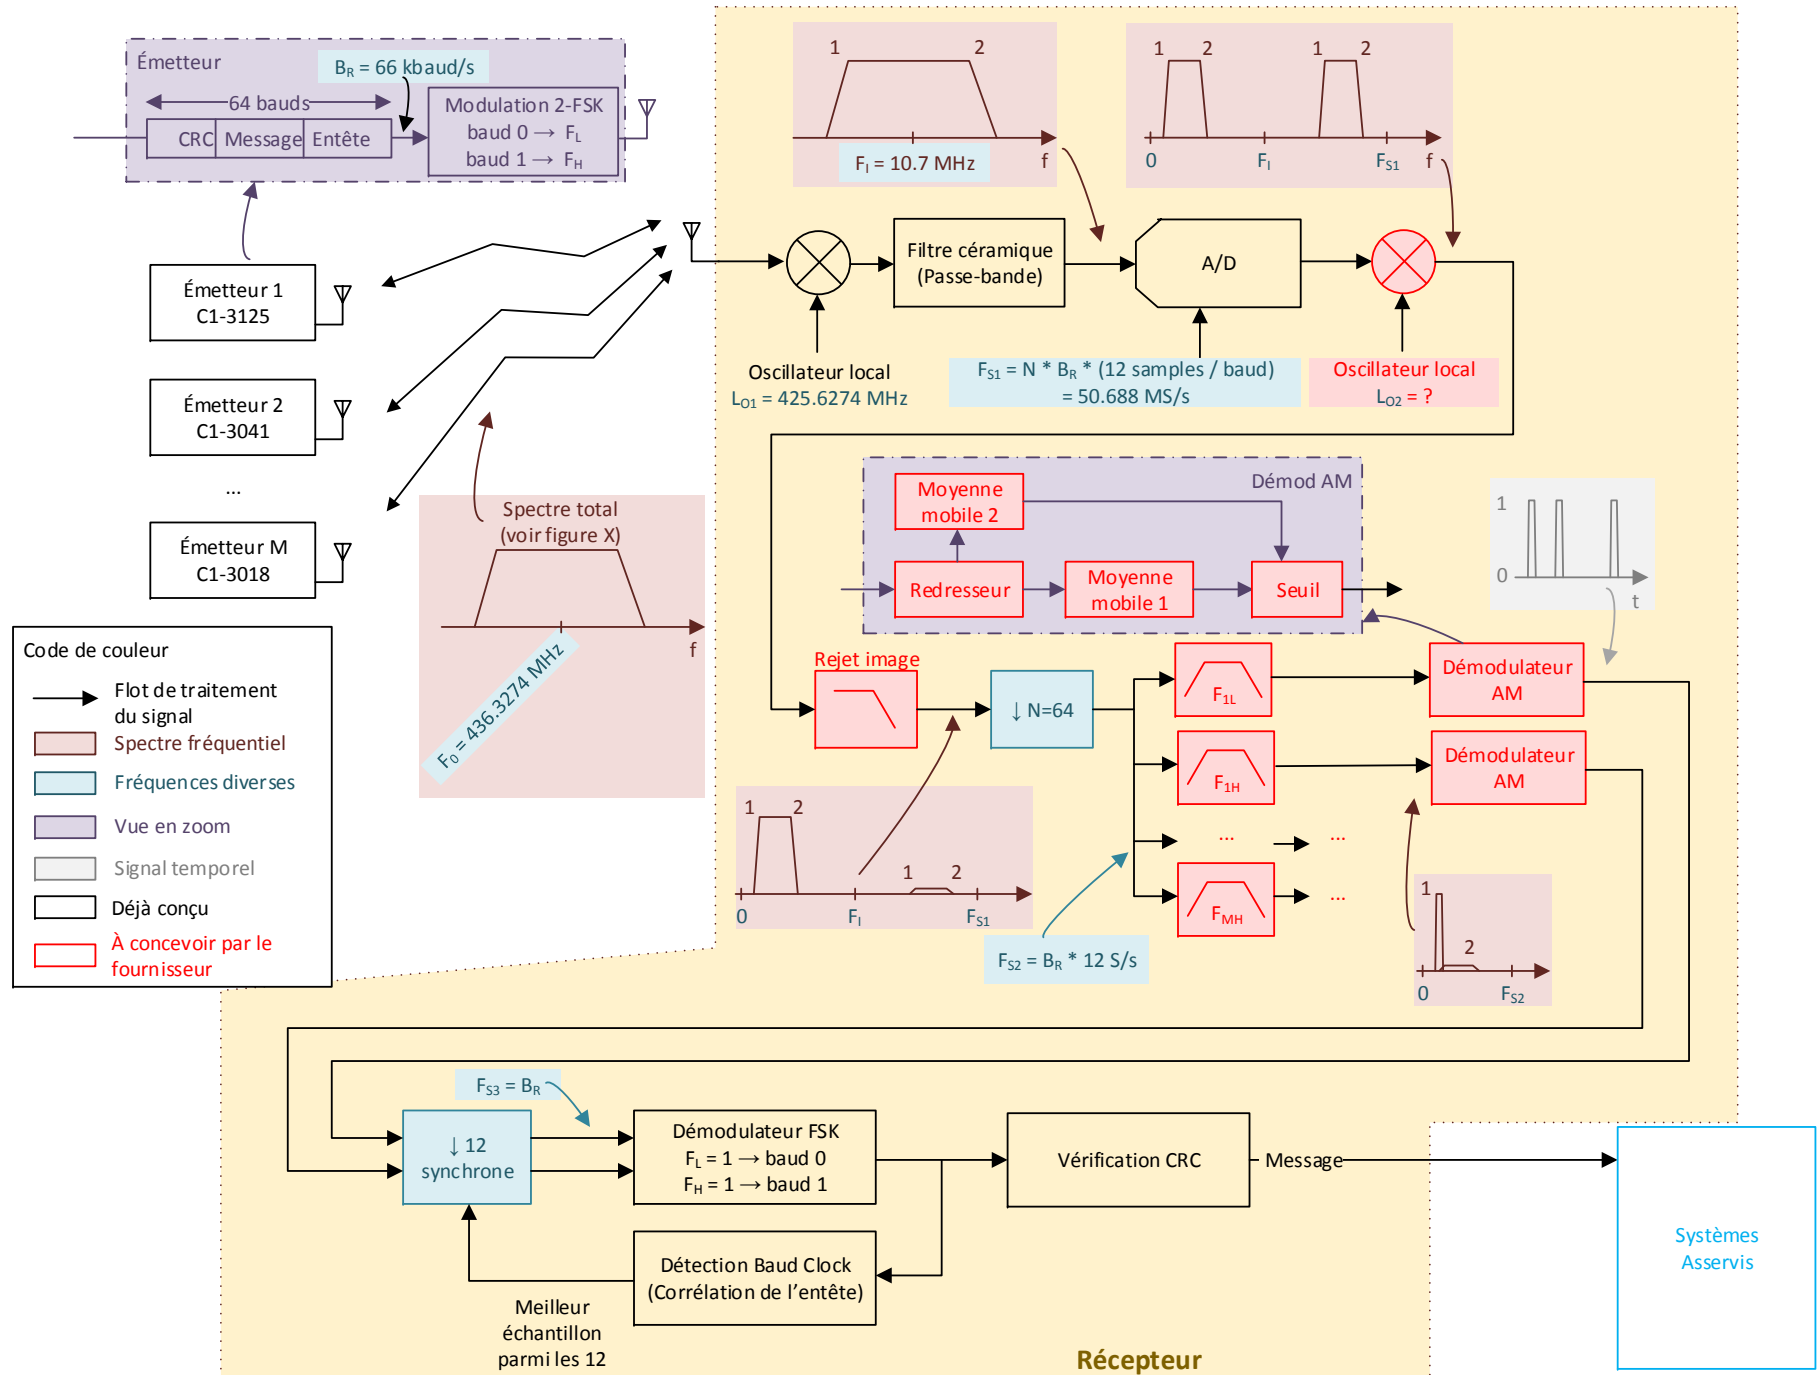 Émetteur
B_R = 66 kbaud/s
64 bauds
CRC
Message
Entête
Modulation 2-FSK
baud 0 → F_L
baud 1 → F_H
Émetteur 1
C1-3125
Émetteur 2
C1-3041
...
Émetteur M
C1-3018
Spectre total
(voir figure X)
f
F_0 = 436.3274 MHz
Code de couleur
Flot de traitement
du signal
Spectre fréquentiel
Fréquences diverses
Vue en zoom
Signal temporel
Déjà conçu
À concevoir par le
fournisseur
1
2
f
F_I = 10.7 MHz
1
2
1
2
0
F_I
F_S1
f
Filtre céramique
(Passe-bande)
A/D
Oscillateur local
L_O1 = 425.6274 MHz
F_S1 = N * B_R * (12 samples / baud)
= 50.688 MS/s
Oscillateur local
L_O2 = ?
Démod AM
Moyenne
mobile 2
Redresseur
Moyenne
mobile 1
Seuil
1
0
t
Rejet image
↓ N=64
F_1L
Démodulateur
AM
F_1H
Démodulateur
AM
...
...
F_MH
...
1
2
1
2
0
F_I
F_S1
F_S2 = B_R * 12 S/s
1
2
0
F_S2
F_S3 = B_R
↓ 12
synchrone
Démodulateur FSK
F_L = 1 → baud 0
F_H = 1 → baud 1
Vérification CRC
Message
Détection Baud Clock
(Corrélation de l'entête)
Meilleur
échantillon
parmi les 12
Récepteur
Systèmes
Asservis